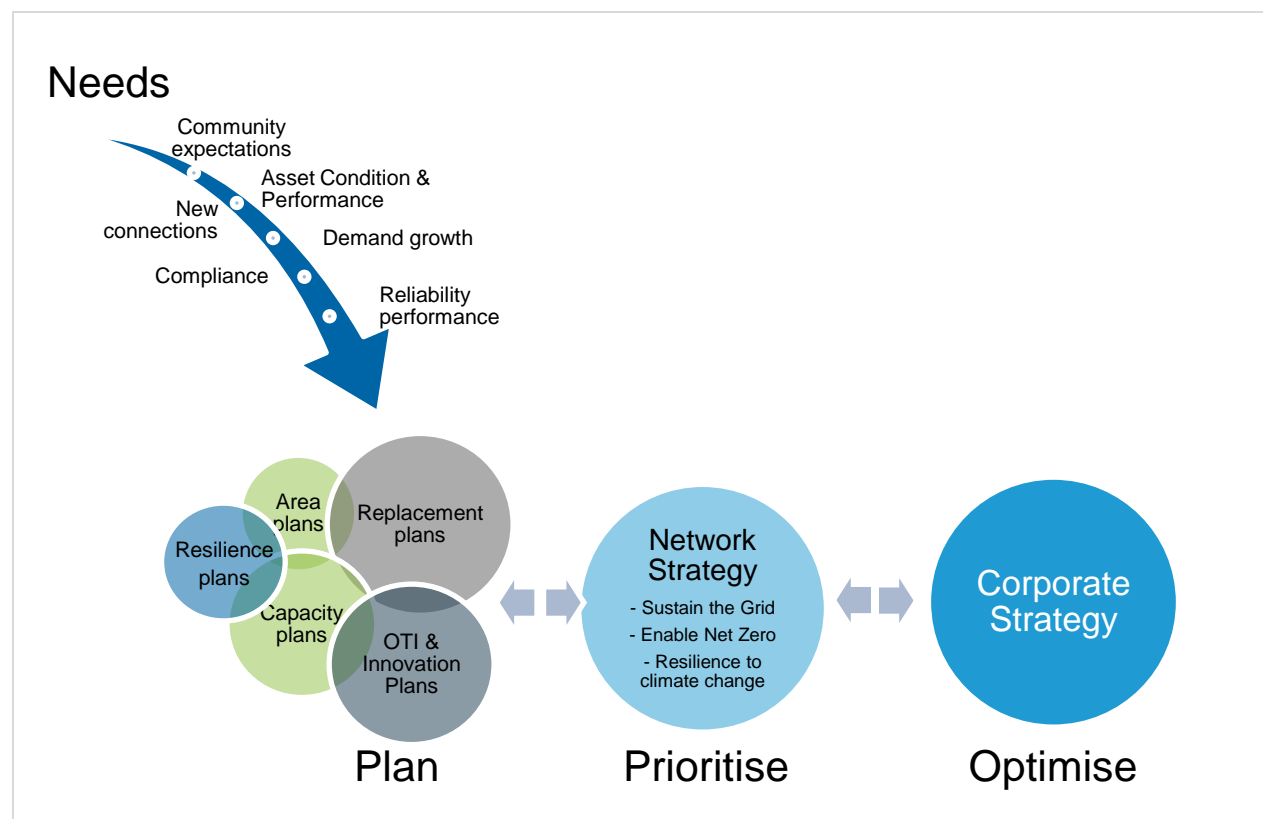 Needs
Community
expectations
Asset Condition &
Performance
New
connections
Demand growth
Compliance
Reliability
performance
Area
plans
Replacement
plans
Resilience
plans
Capacity
plans
OTI &
Innovation
Plans
Network
Strategy
- Sustain the Grid
- Enable Net Zero
- Resilience to
climate change
Corporate
Strategy
Plan
Prioritise
Optimise